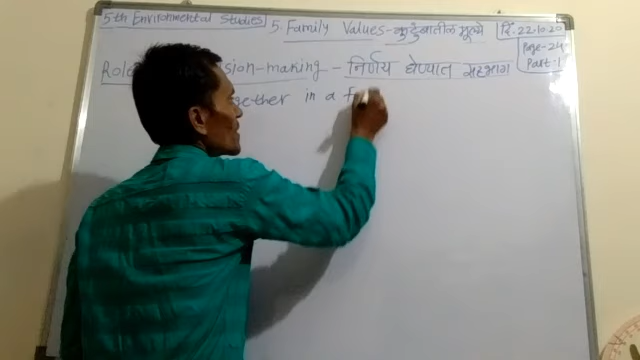 5th Environmental Studies 5. Family Values - कुटुंबातील मूल्ये दि. 22.10.20
Page-24
Part-1
Role sion-making - निर्णय घेण्यात सहभाग
gether in a f